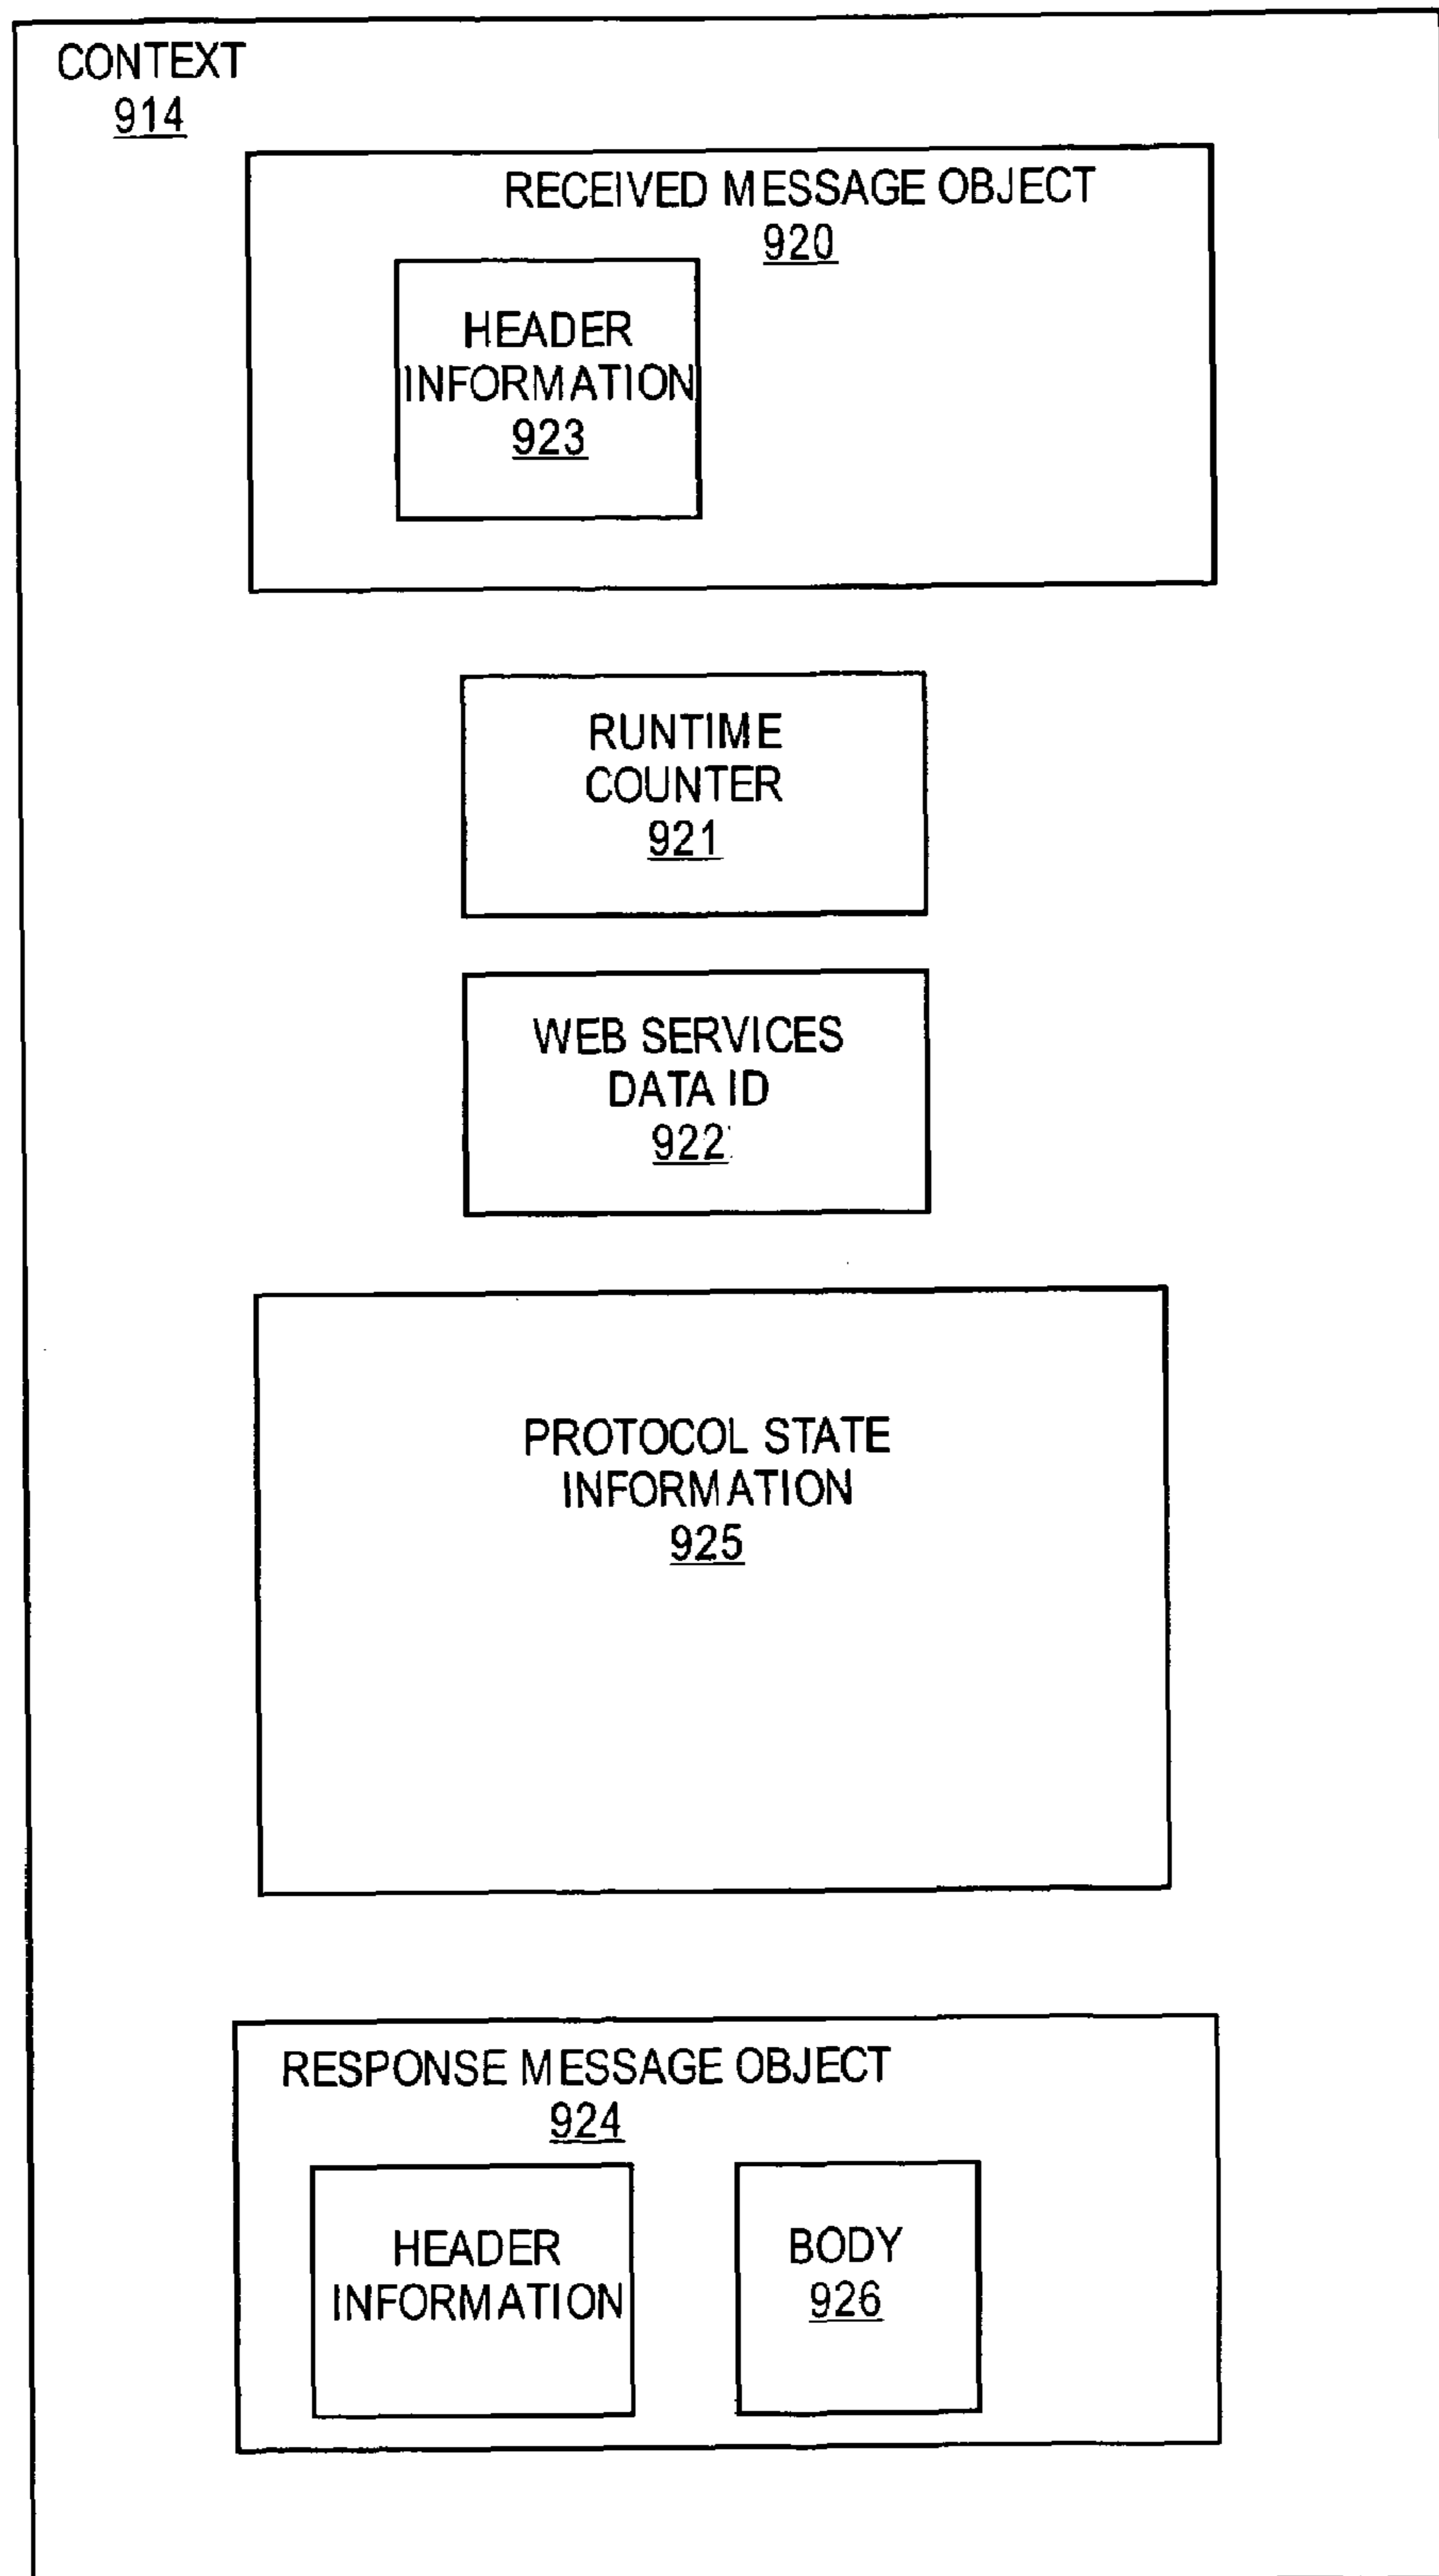 CONTEXT
914
RECEIVED MESSAGE OBJECT
920
HEADER
INFORMATION
923
RUNTIME
COUNTER
921
WEB SERVICES
DATA ID
922
PROTOCOL STATE
INFORMATION
925
RESPONSE MESSAGE OBJECT
924
HEADER
INFORMATION
BODY
926